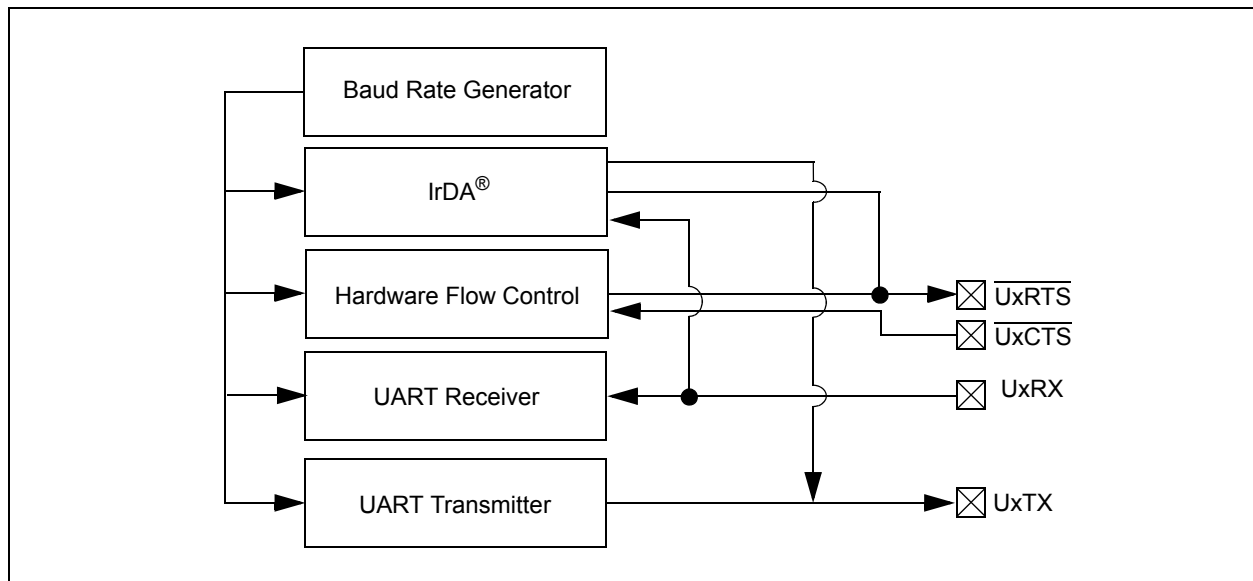 Baud Rate Generator
IrDA®
Hardware Flow Control
UxRTS
UxCTS
UART Receiver
UxRX
UART Transmitter
UxTX